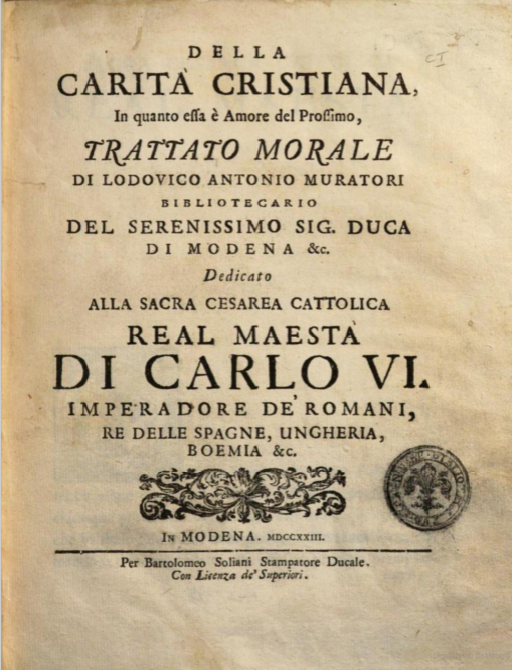 DELLA
CARITÀ CRISTIANA,
In quanto essa è Amore del Prossimo,
TRATTATO MORALE
DI LODOVICO ANTONIO MURATORI
BIBLIOTECARIO
DEL SERENISSIMO SIG. DUCA
DI MODENA &c.
Dedicato
ALLA SACRA CESAREA CATTOLICA
REAL MAESTÀ
DI CARLO VI.
IMPERADORE DE' ROMANI,
RE DELLE SPAGNE, UNGHERIA,
BOEMIA &c.
IN MODENA. MDCCXXIII.
Per Bartolomeo Soliani Stampatore Ducale.
Con Licenza de' Superiori.